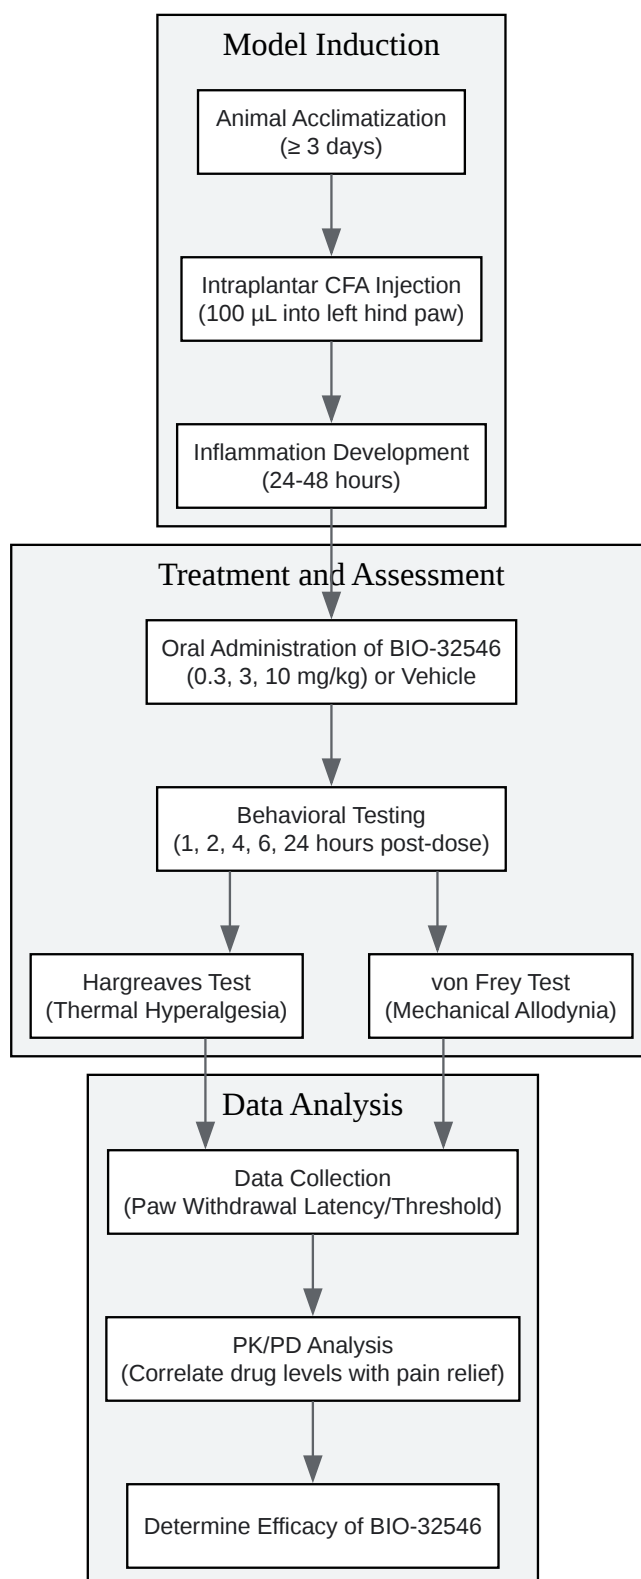 Model Induction
Animal Acclimatization
(≥ 3 days)
Intraplantar CFA Injection
(100 µL into left hind paw)
Inflammation Development
(24-48 hours)
Treatment and Assessment
Oral Administration of BIO-32546
(0.3, 3, 10 mg/kg) or Vehicle
Behavioral Testing
(1, 2, 4, 6, 24 hours post-dose)
Hargreaves Test
(Thermal Hyperalgesia)
von Frey Test
(Mechanical Allodynia)
Data Analysis
Data Collection
(Paw Withdrawal Latency/Threshold)
PK/PD Analysis
(Correlate drug levels with pain relief)
Determine Efficacy of BIO-32546